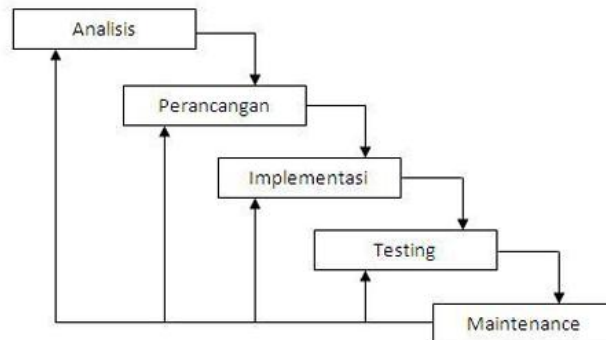 Analisis
Perancangan
Implementasi
Testing
Maintenance